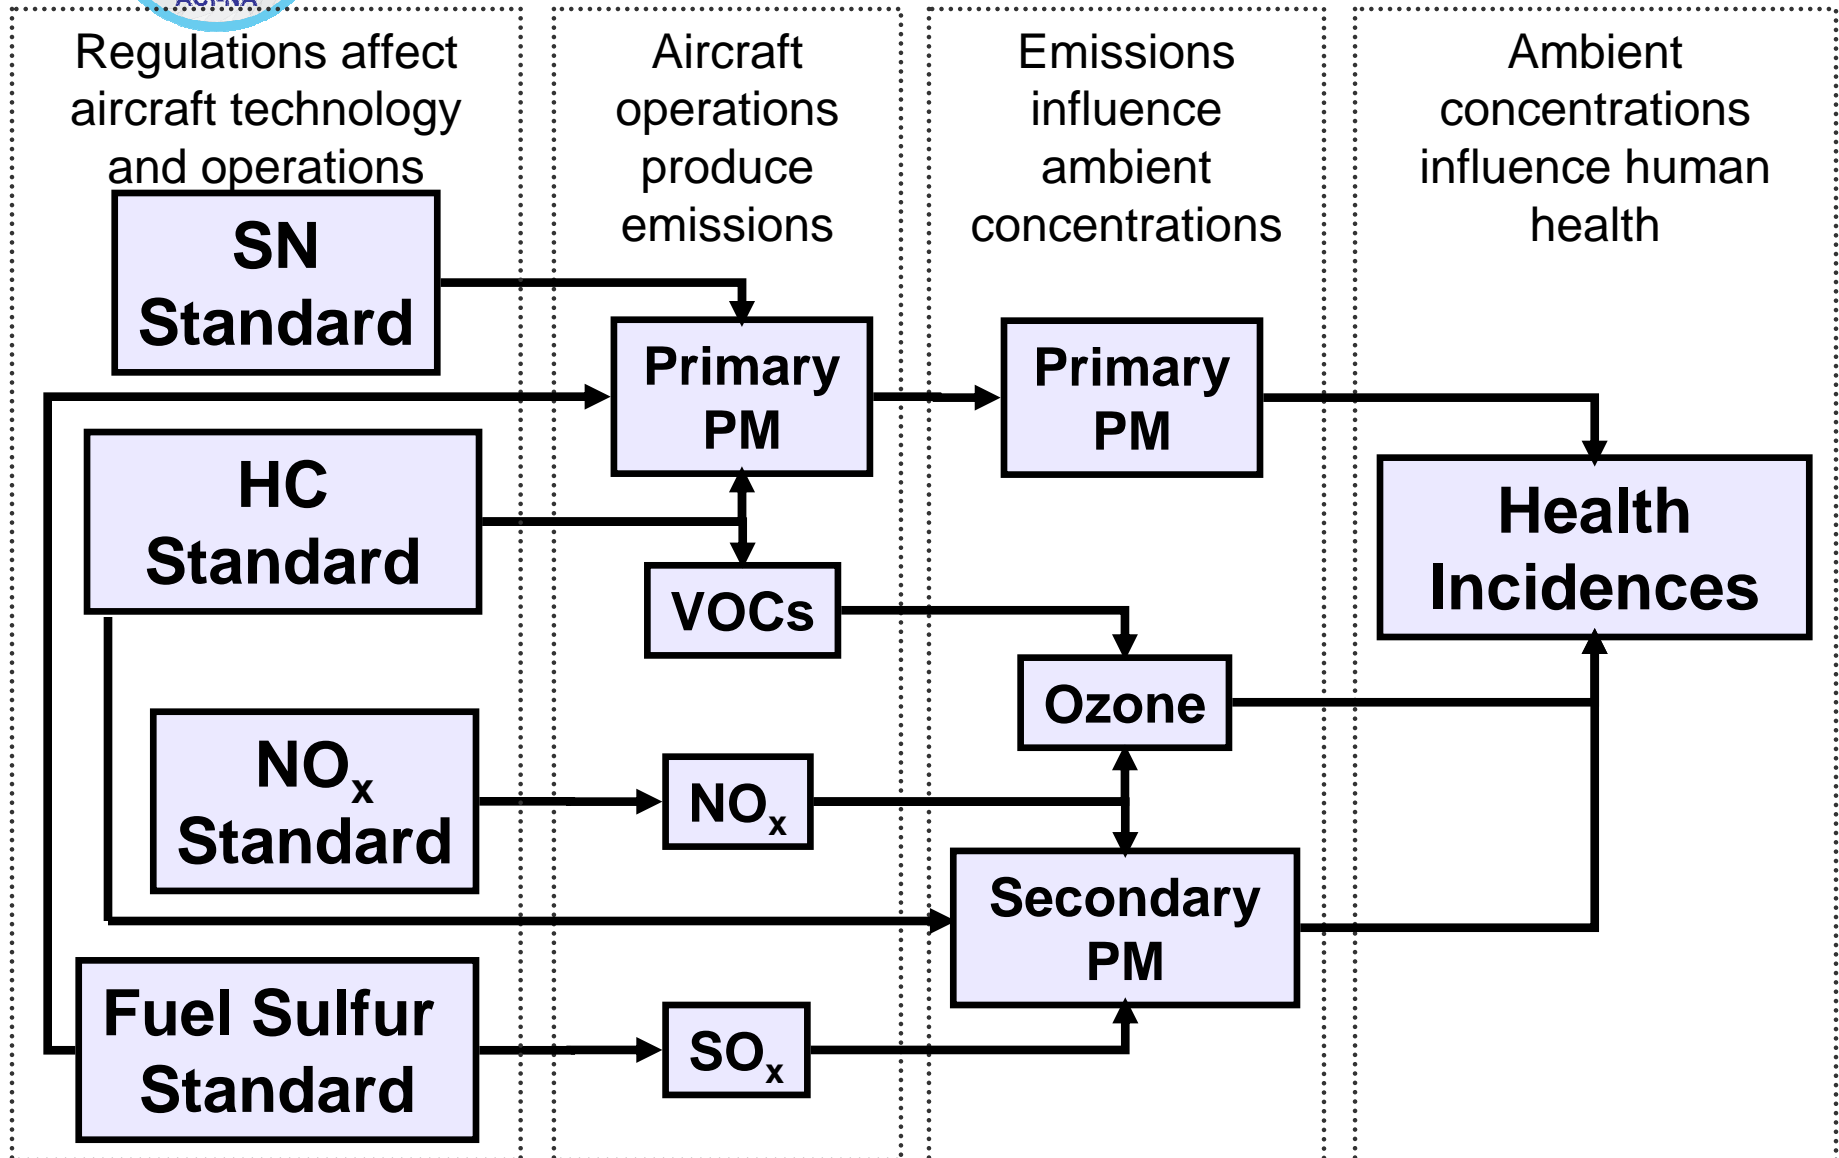 ACI-NA
Regulations affect
aircraft technology
and operations
Aircraft
operations
produce
emissions
Emissions
influence
ambient
concentrations
Ambient
concentrations
influence human
health
SN
Standard
Primary
PM
Primary
PM
HC
Standard
Health
Incidences
VOCs
Ozone
NOₓ
Standard
NOₓ
Secondary
PM
Fuel Sulfur
Standard
SOₓ